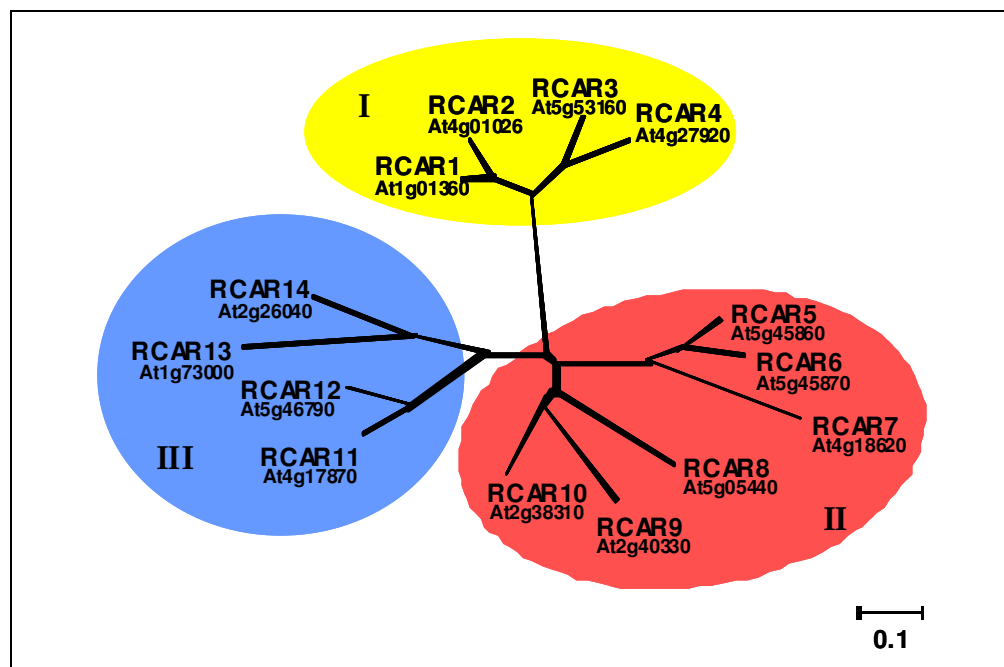 I
RCAR3
At5g53160
RCAR2
At4g01026
RCAR4
At4g27920
RCAR1
At1g01360
RCAR14
At2g26040
RCAR13
At1g73000
RCAR12
At5g46790
RCAR11
At4g17870
III
RCAR5
At5g45860
RCAR6
At5g45870
RCAR7
At4g18620
RCAR8
At5g05440
RCAR10
At2g38310
RCAR9
At2g40330
II
0.1